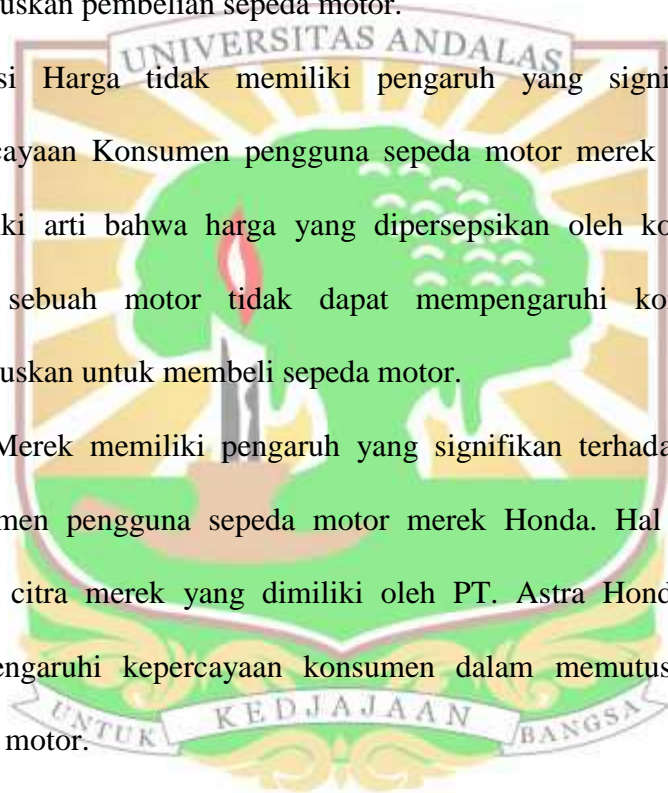 uskan pembelian sepeda motor.
UNIVERSITAS ANDALAS
si Harga tidak memiliki pengaruh yang signi
cayaan Konsumen pengguna sepeda motor merek
ki arti bahwa harga yang dipersepsikan oleh ko
sebuah motor tidak dapat mempengaruhi ko
uskan untuk membeli sepeda motor.
Merek memiliki pengaruh yang signifikan terhada
men pengguna sepeda motor merek Honda. Hal
citra merek yang dimiliki oleh PT. Astra Hond
engaruhi kepercayaan konsumen dalam memutus
motor.
UNTUK KEDJAJAAN BANGSA